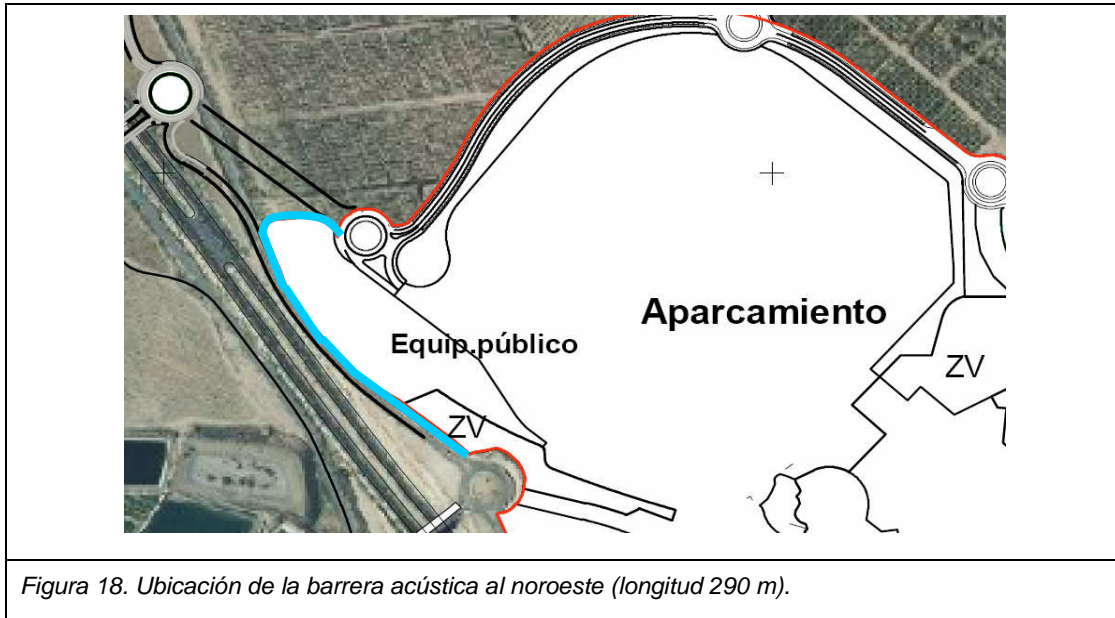 Aparcamiento
Equip.público
ZV
ZV
Figura 18. Ubicación de la barrera acústica al noroeste (longitud 290 m).